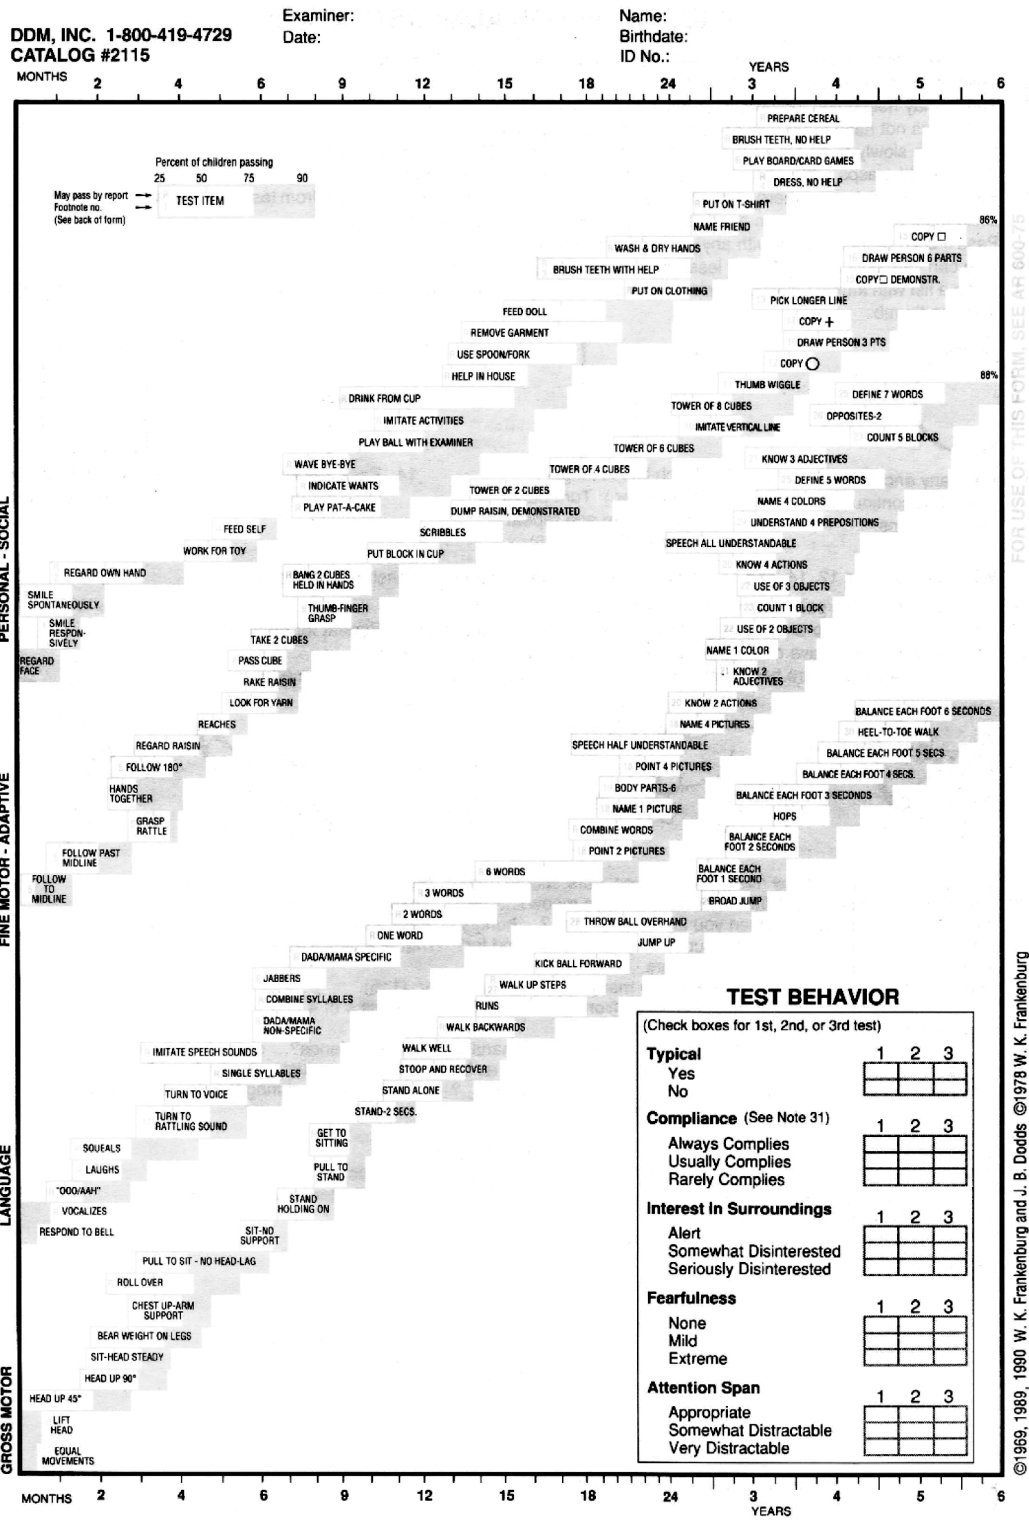 Examiner:
Name:
DDM, INC. 1-800-419-4729
Date:
Birthdate:
CATALOG #2115
ID No.:
MONTHS
YEARS
2 4 6 9 12 15 18 24 3 4 5 6
Percent of children passing
25 50 75 90
May pass by report
Footnote no.
(See back of form)
TEST ITEM
PERSONAL - SOCIAL
FINE MOTOR - ADAPTIVE
LANGUAGE
GROSS MOTOR
PREPARE CEREAL
BRUSH TEETH, NO HELP
PLAY BOARD/CARD GAMES
DRESS, NO HELP
PUT ON T-SHIRT
NAME FRIEND
86%
COPY □
WASH & DRY HANDS
DRAW PERSON 6 PARTS
BRUSH TEETH WITH HELP
COPY □ DEMONSTR.
PUT ON CLOTHING
PICK LONGER LINE
FEED DOLL
COPY +
REMOVE GARMENT
DRAW PERSON 3 PTS
USE SPOON/FORK
COPY ○
HELP IN HOUSE
THUMB WIGGLE
88%
DEFINE 7 WORDS
DRINK FROM CUP
TOWER OF 8 CUBES
OPPOSITES-2
IMITATE ACTIVITIES
IMITATE VERTICAL LINE
COUNT 5 BLOCKS
PLAY BALL WITH EXAMINER
TOWER OF 6 CUBES
KNOW 3 ADJECTIVES
WAVE BYE-BYE
TOWER OF 4 CUBES
DEFINE 5 WORDS
INDICATE WANTS
TOWER OF 2 CUBES
NAME 4 COLORS
PLAY PAT-A-CAKE
DUMP RAISIN, DEMONSTRATED
UNDERSTAND 4 PREPOSITIONS
FEED SELF
SCRIBBLES
SPEECH ALL UNDERSTANDABLE
WORK FOR TOY
PUT BLOCK IN CUP
KNOW 4 ACTIONS
REGARD OWN HAND
BANG 2 CUBES
HELD IN HANDS
USE OF 3 OBJECTS
SMILE
SPONTANEOUSLY
THUMB-FINGER
GRASP
COUNT 1 BLOCK
SMILE
RESPON-
SIVELY
TAKE 2 CUBES
USE OF 2 OBJECTS
REGARD
FACE
PASS CUBE
NAME 1 COLOR
RAKE RAISIN
KNOW 2
ADJECTIVES
LOOK FOR YARN
KNOW 2 ACTIONS
BALANCE EACH FOOT 6 SECONDS
REACHES
NAME 4 PICTURES
HEEL-TO-TOE WALK
REGARD RAISIN
SPEECH HALF UNDERSTANDABLE
BALANCE EACH FOOT 5 SECS.
FOLLOW 180°
POINT 4 PICTURES
BALANCE EACH FOOT 4 SECS.
HANDS
TOGETHER
BODY PARTS-6
BALANCE EACH FOOT 3 SECONDS
GRASP
RATTLE
NAME 1 PICTURE
HOPS
FOLLOW PAST
MIDLINE
COMBINE WORDS
BALANCE EACH
FOOT 2 SECONDS
POINT 2 PICTURES
FOLLOW
TO
MIDLINE
6 WORDS
BALANCE EACH
FOOT 1 SECOND
3 WORDS
BROAD JUMP
2 WORDS
THROW BALL OVERHAND
ONE WORD
JUMP UP
DADA/MAMA SPECIFIC
KICK BALL FORWARD
JABBERS
WALK UP STEPS
COMBINE SYLLABLES
RUNS
DADA/MAMA
NON-SPECIFIC
WALK BACKWARDS
IMITATE SPEECH SOUNDS
WALK WELL
SINGLE SYLLABLES
STOOP AND RECOVER
TURN TO VOICE
STAND ALONE
TURN TO
RATTLING SOUND
STAND-2 SECS.
SQUEALS
GET TO
SITTING
LAUGHS
PULL TO
STAND
"OOO/AAH"
STAND
HOLDING ON
VOCALIZES
RESPOND TO BELL
SIT-NO
SUPPORT
PULL TO SIT - NO HEAD-LAG
ROLL OVER
CHEST UP-ARM
SUPPORT
BEAR WEIGHT ON LEGS
SIT-HEAD STEADY
HEAD UP 90°
HEAD UP 45°
LIFT
HEAD
EQUAL
MOVEMENTS
TEST BEHAVIOR
(Check boxes for 1st, 2nd, or 3rd test)
Typical 1 2 3
Yes
No
Compliance (See Note 31) 1 2 3
Always Complies
Usually Complies
Rarely Complies
Interest in Surroundings 1 2 3
Alert
Somewhat Disinterested
Seriously Disinterested
Fearfulness 1 2 3
None
Mild
Extreme
Attention Span 1 2 3
Appropriate
Somewhat Distractable
Very Distractable
MONTHS 2 4 6 9 12 15 18 24 3 4 5 6
YEARS
FOR USE OF THIS FORM, SEE AR 600-75
©1969, 1989, 1990 W. K. Frankenburg and J. B. Dodds ©1978 W. K. Frankenburg